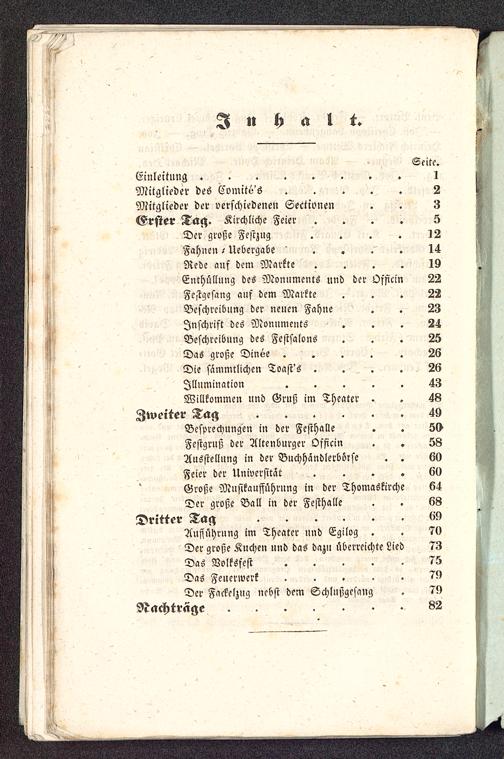 Inhalt.
Seite.
Einleitung . . . . . . 1
Mitglieder des Comité's . . . . 2
Mitglieder der verschiedenen Sectionen . . 3
Erster Tag. Kirchliche Feier . . . . 5
Der große Festzug . . . . 12
Fahnen-Uebergabe . . . . 14
Rede auf dem Markte . . . . 19
Enthüllung des Monuments und der Officin 22
Festgesang auf dem Markte . . . 22
Beschreibung der neuen Fahne . . 23
Inschrift des Monuments . . . 24
Beschreibung des Festsalons . . . 25
Das große Dinée . . . . . 26
Die sämmtlichen Toast's . . . . 26
Illumination . . . . . 43
Willkommen und Gruß im Theater . . 48
Zweiter Tag . . . . . . 49
Besprechungen in der Festhalle . . 50
Festgruß der Altenburger Officin . . 58
Ausstellung in der Buchhändlerbörse . . 60
Feier der Universität . . . . 60
Große Musikaufführung in der Thomaskirche 64
Der große Ball in der Festhalle . . 68
Dritter Tag . . . . . . 69
Aufführung im Theater und Egilog . . 70
Der große Kuchen und das dazu überreichte Lied 73
Das Volksfest . . . . . 75
Das Feuerwerk . . . . . 79
Der Fackelzug nebst dem Schlußgesang . 79
Nachträge . . . . . . . 82